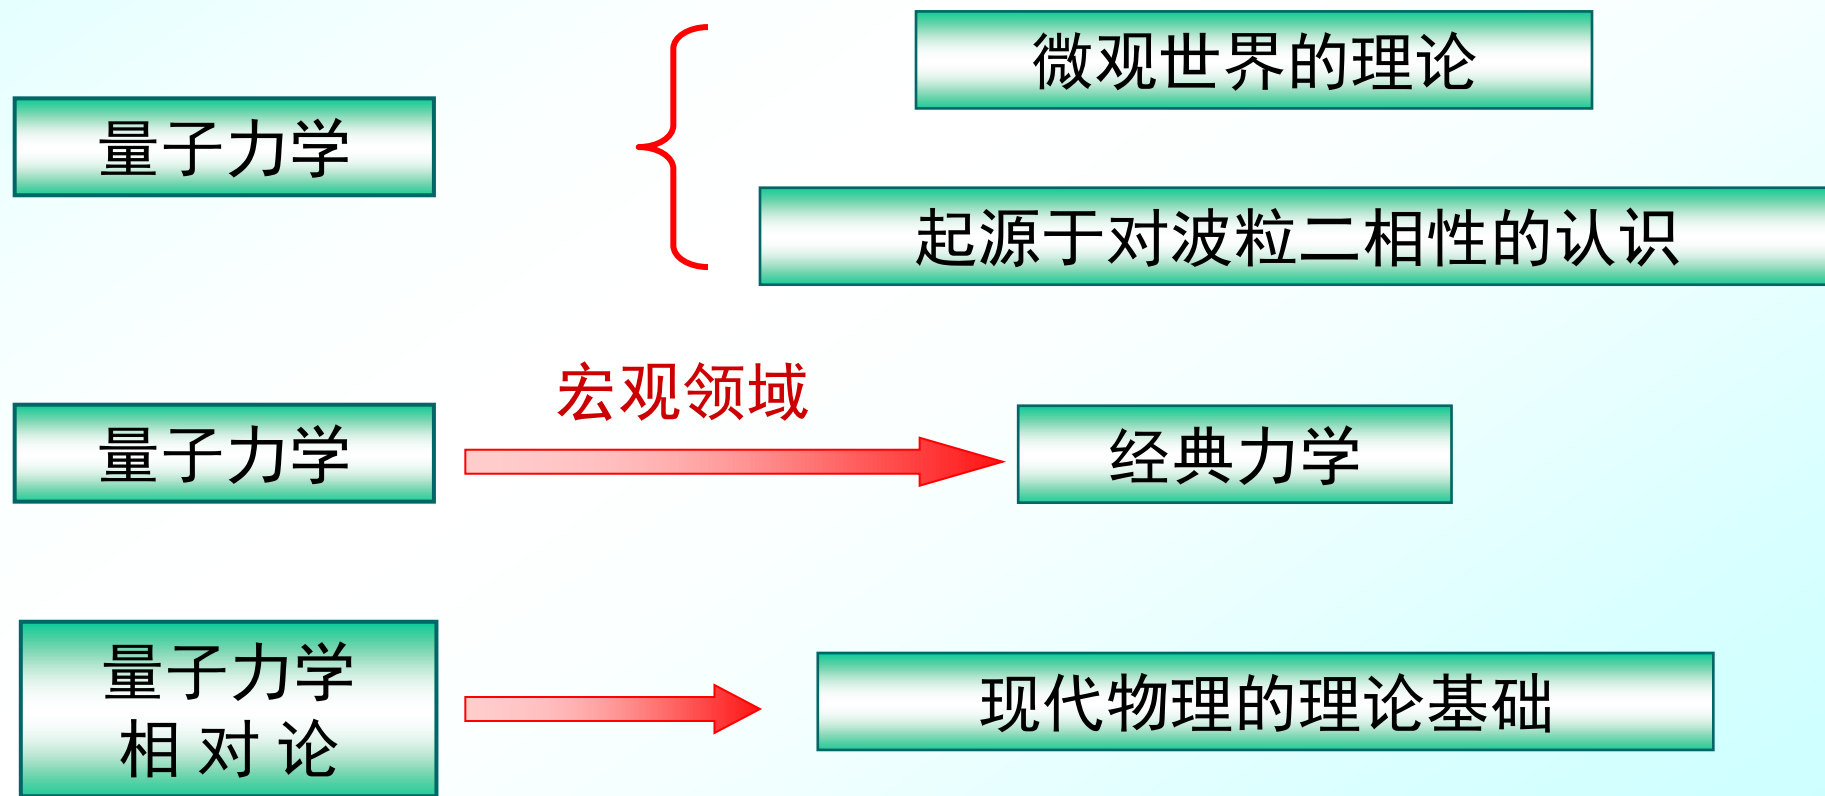 量子力学
微观世界的理论
起源于对波粒二相性的认识
量子力学
宏观领域
经典力学
量子力学
相 对 论
现代物理的理论基础